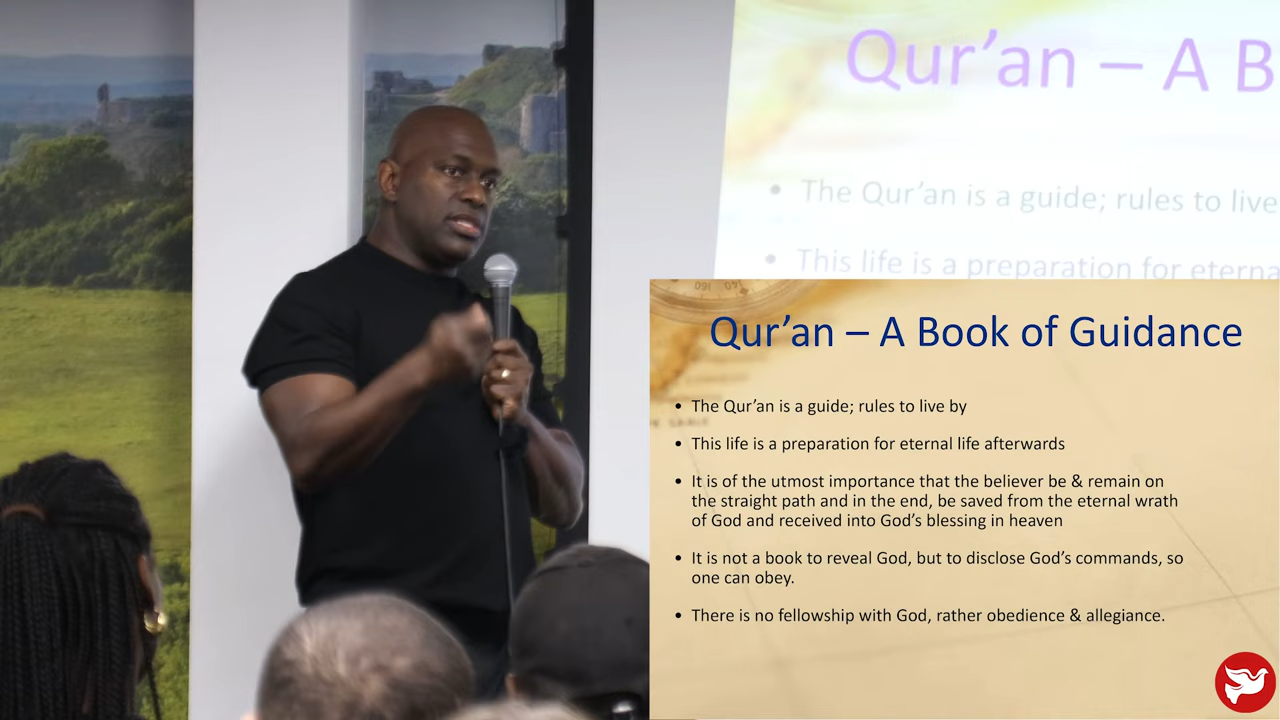 Qur’an – A B
• The Qur’an is a guide; rules to live
• This life is a preparation for eterna
Qur’an – A Book of Guidance
• The Qur’an is a guide; rules to live by
• This life is a preparation for eternal life afterwards
• It is of the utmost importance that the believer be & remain on
the straight path and in the end, be saved from the eternal wrath
of God and received into God’s blessing in heaven
• It is not a book to reveal God, but to disclose God’s commands, so
one can obey.
• There is no fellowship with God, rather obedience & allegiance.